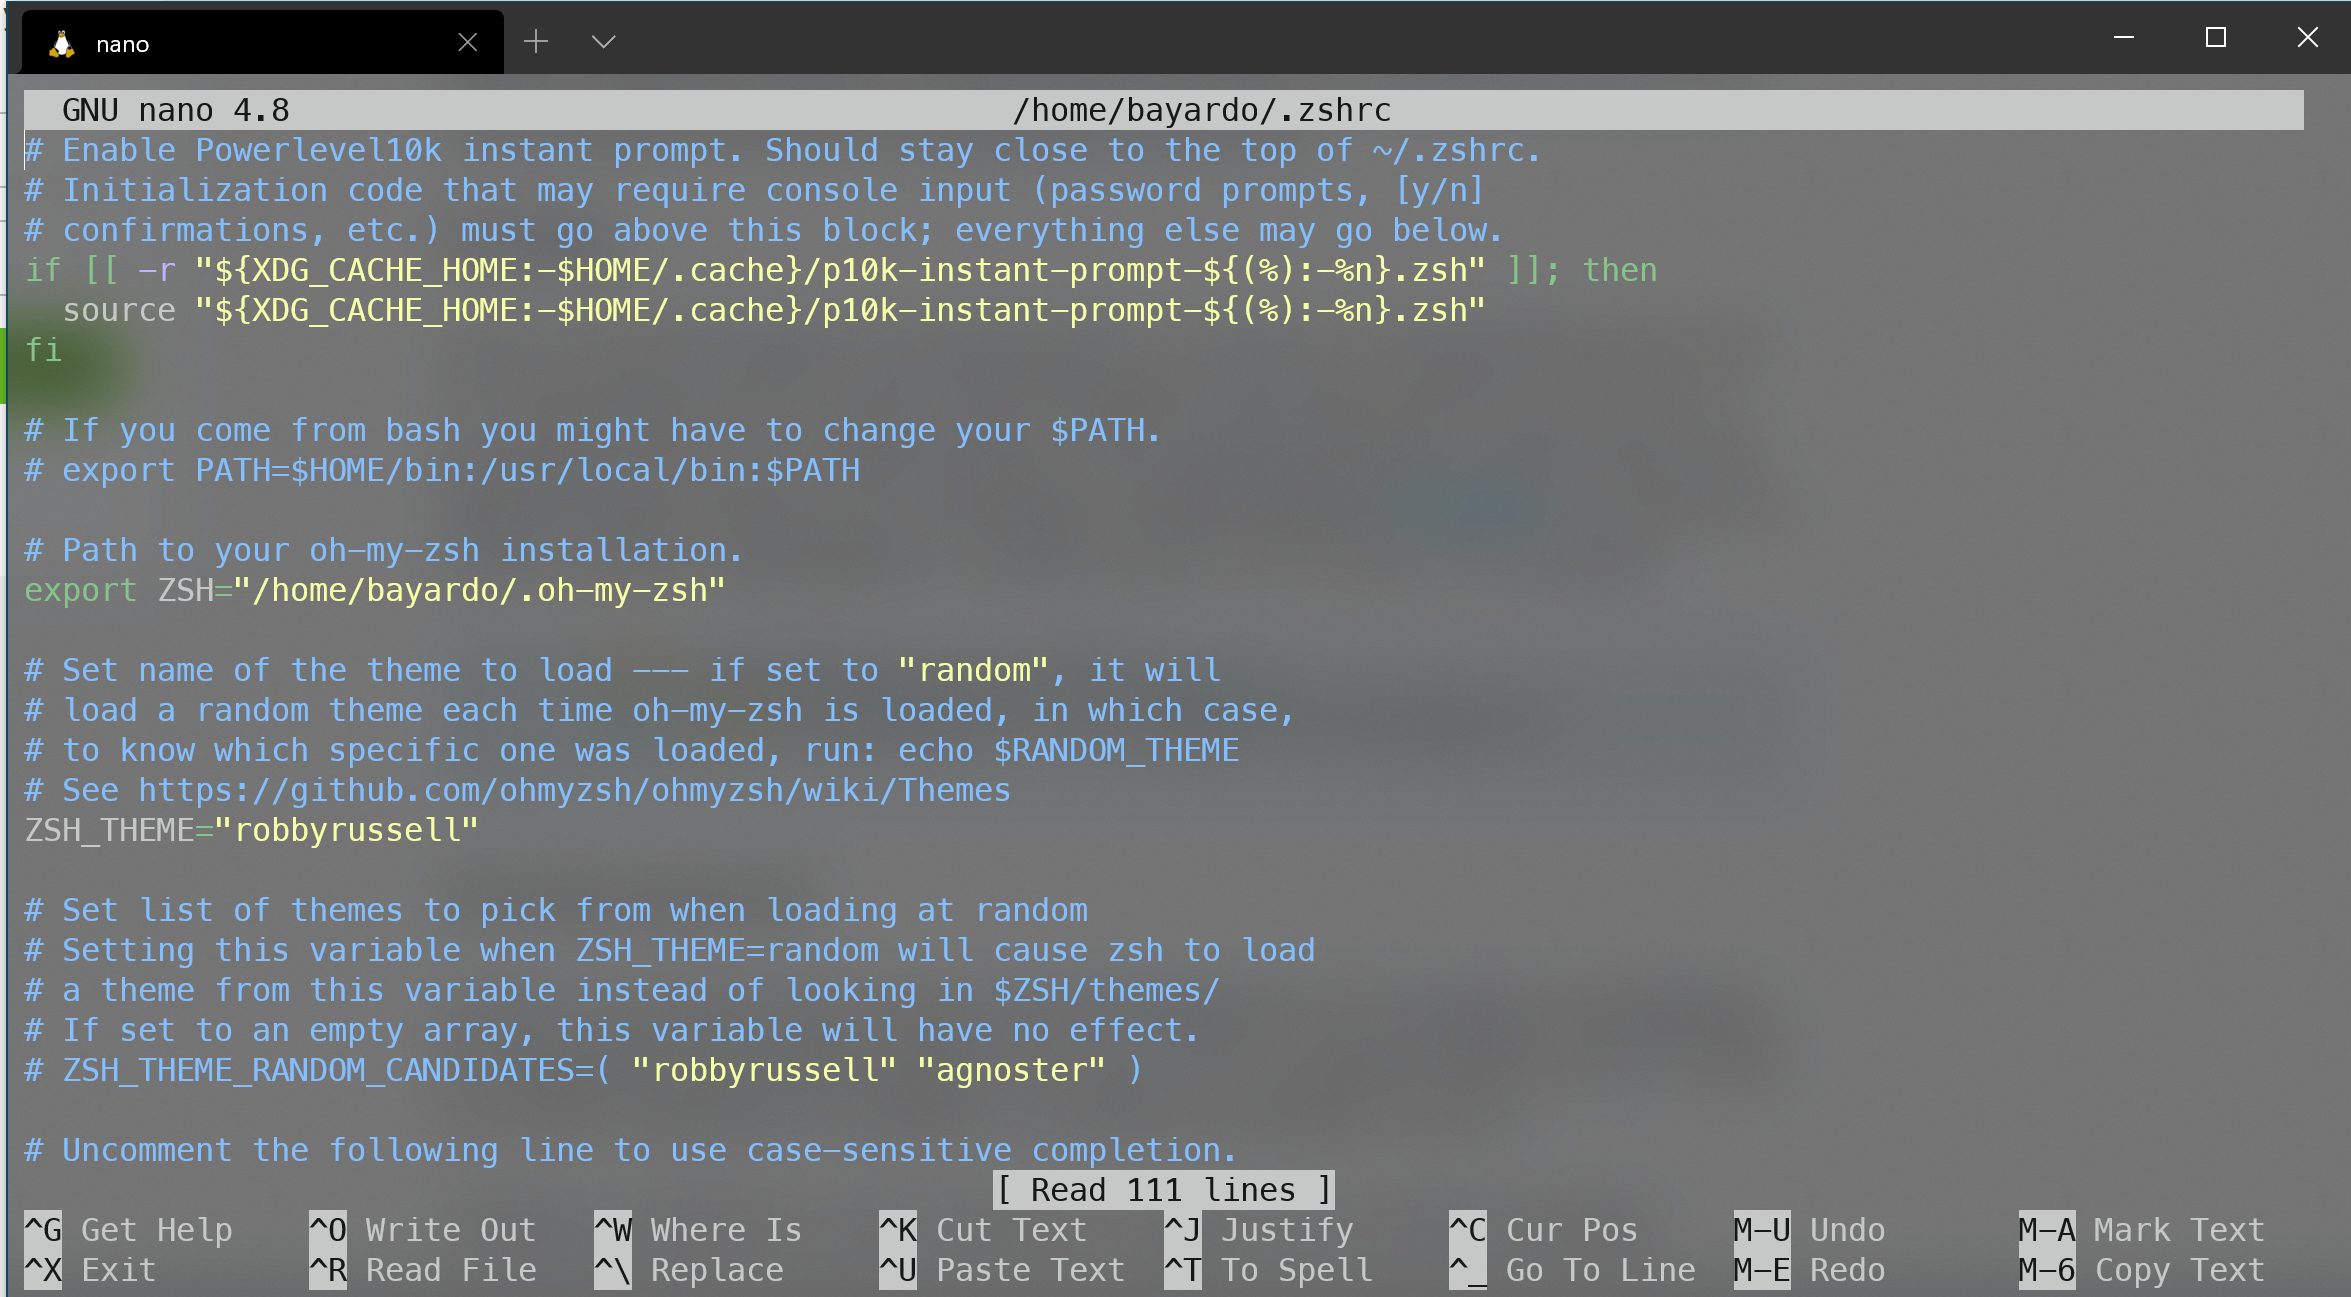 nano
GNU nano 4.8 /home/bayardo/.zshrc
# Enable Powerlevel10k instant prompt. Should stay close to the top of ~/.zshrc.
# Initialization code that may require console input (password prompts, [y/n]
# confirmations, etc.) must go above this block; everything else may go below.
if [[ -r "${XDG_CACHE_HOME:-$HOME/.cache}/p10k-instant-prompt-${(%):-%n}.zsh" ]]; then
  source "${XDG_CACHE_HOME:-$HOME/.cache}/p10k-instant-prompt-${(%):-%n}.zsh"
fi
# If you come from bash you might have to change your $PATH.
# export PATH=$HOME/bin:/usr/local/bin:$PATH
# Path to your oh-my-zsh installation.
export ZSH="/home/bayardo/.oh-my-zsh"
# Set name of the theme to load --- if set to "random", it will
# load a random theme each time oh-my-zsh is loaded, in which case,
# to know which specific one was loaded, run: echo $RANDOM_THEME
# See https://github.com/ohmyzsh/ohmyzsh/wiki/Themes
ZSH_THEME="robbyrussell"
# Set list of themes to pick from when loading at random
# Setting this variable when ZSH_THEME=random will cause zsh to load
# a theme from this variable instead of looking in $ZSH/themes/
# If set to an empty array, this variable will have no effect.
# ZSH_THEME_RANDOM_CANDIDATES=( "robbyrussell" "agnoster" )
# Uncomment the following line to use case-sensitive completion.
[ Read 111 lines ]
^G Get Help ^O Write Out ^W Where Is ^K Cut Text ^J Justify ^C Cur Pos M-U Undo M-A Mark Text
^X Exit ^R Read File ^\ Replace ^U Paste Text ^T To Spell ^_ Go To Line M-E Redo M-6 Copy Text